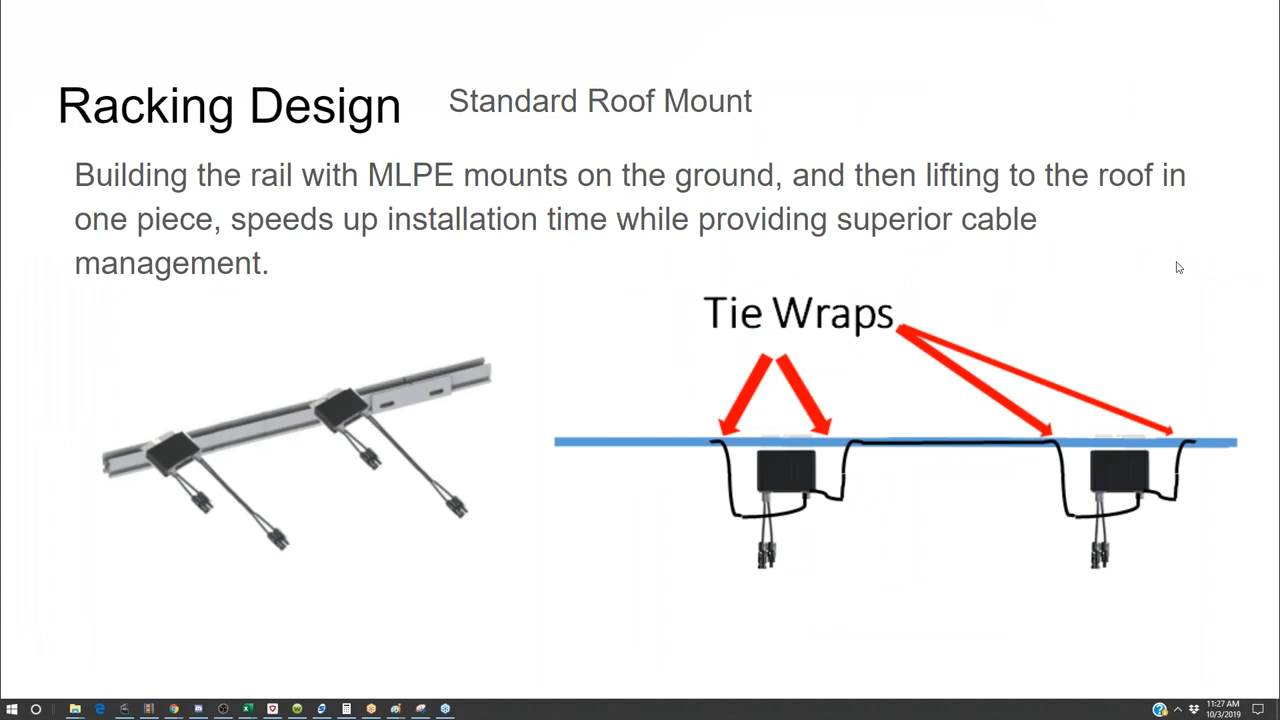 Racking Design
Standard Roof Mount
Building the rail with MLPE mounts on the ground, and then lifting to the roof in
one piece, speeds up installation time while providing superior cable
management.
Tie Wraps
11:27 AM
10/3/2019